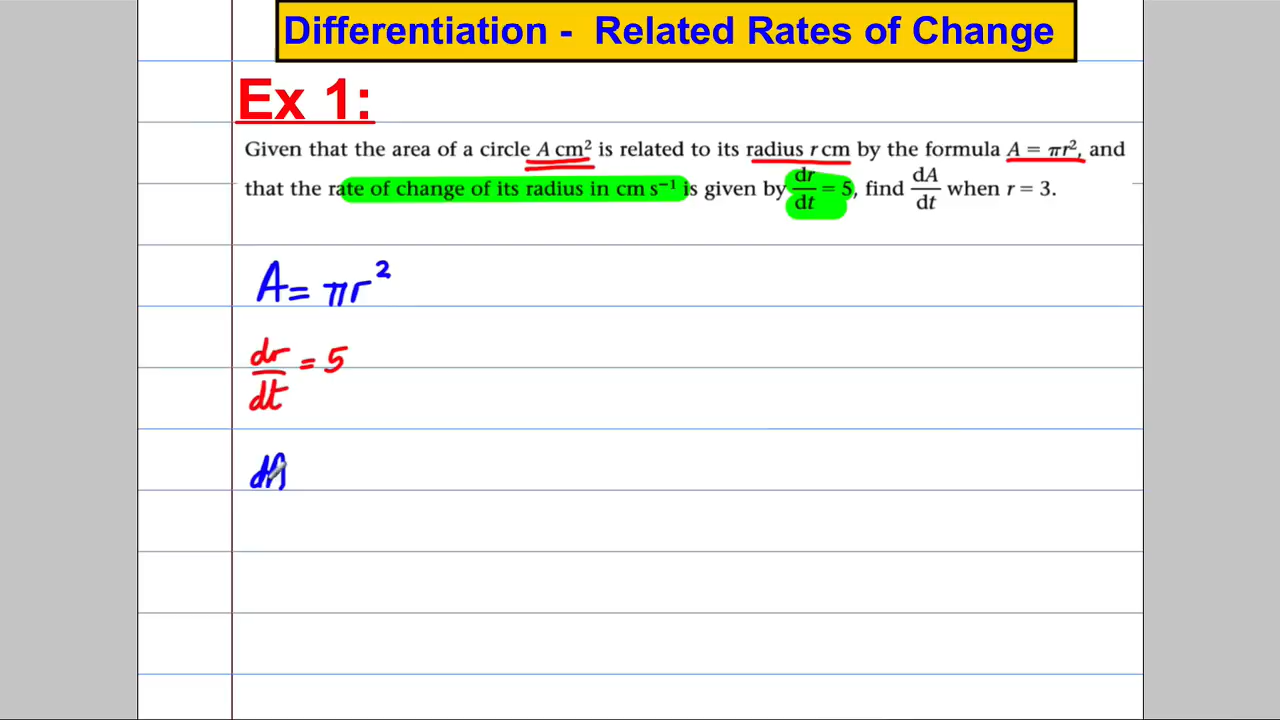 Differentiation - Related Rates of Change
Ex 1:
Given that the area of a circle A cm² is related to its radius r cm by the formula A = πr², and
that the rate of change of its radius in cm s⁻¹ is given by dr/dt = 5, find dA/dt when r = 3.
A = πr²
dr/dt = 5
dA